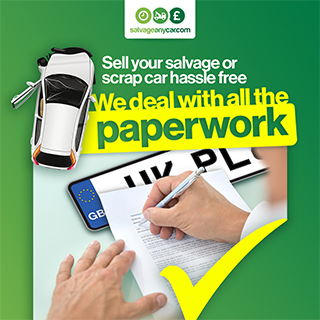 salvageanycar.com
Sell your salvage or
scrap car hassle free
We deal with all the
paperwork
UK PL
GB